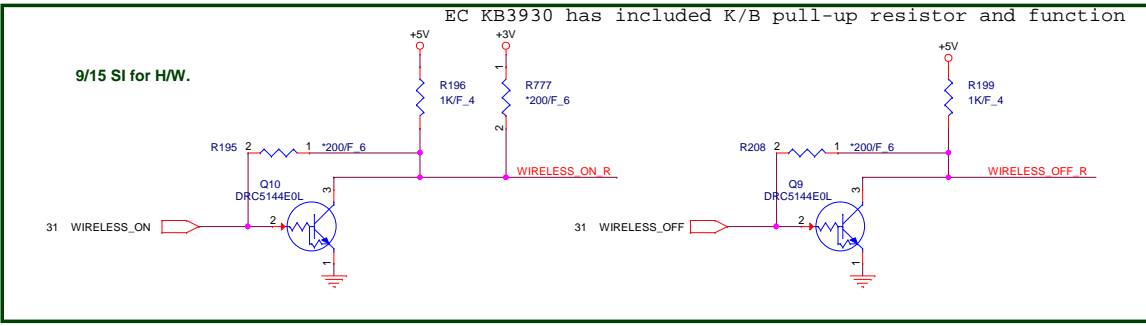 EC KB3930 has included K/B pull-up resistor and function
+5V
+3V
+5V
9/15 SI for H/W.
1
R196
1K/F_4
R777
*200/F_6
R199
1K/F_4
2
R195 2 1 *200/F_6
R208 2 1 *200/F_6
WIRELESS_ON_R
WIRELESS_OFF_R
Q10
DRC5144E0L
3
Q9
DRC5144E0L
3
31 WIRELESS_ON
2
31 WIRELESS_OFF
2
1
1